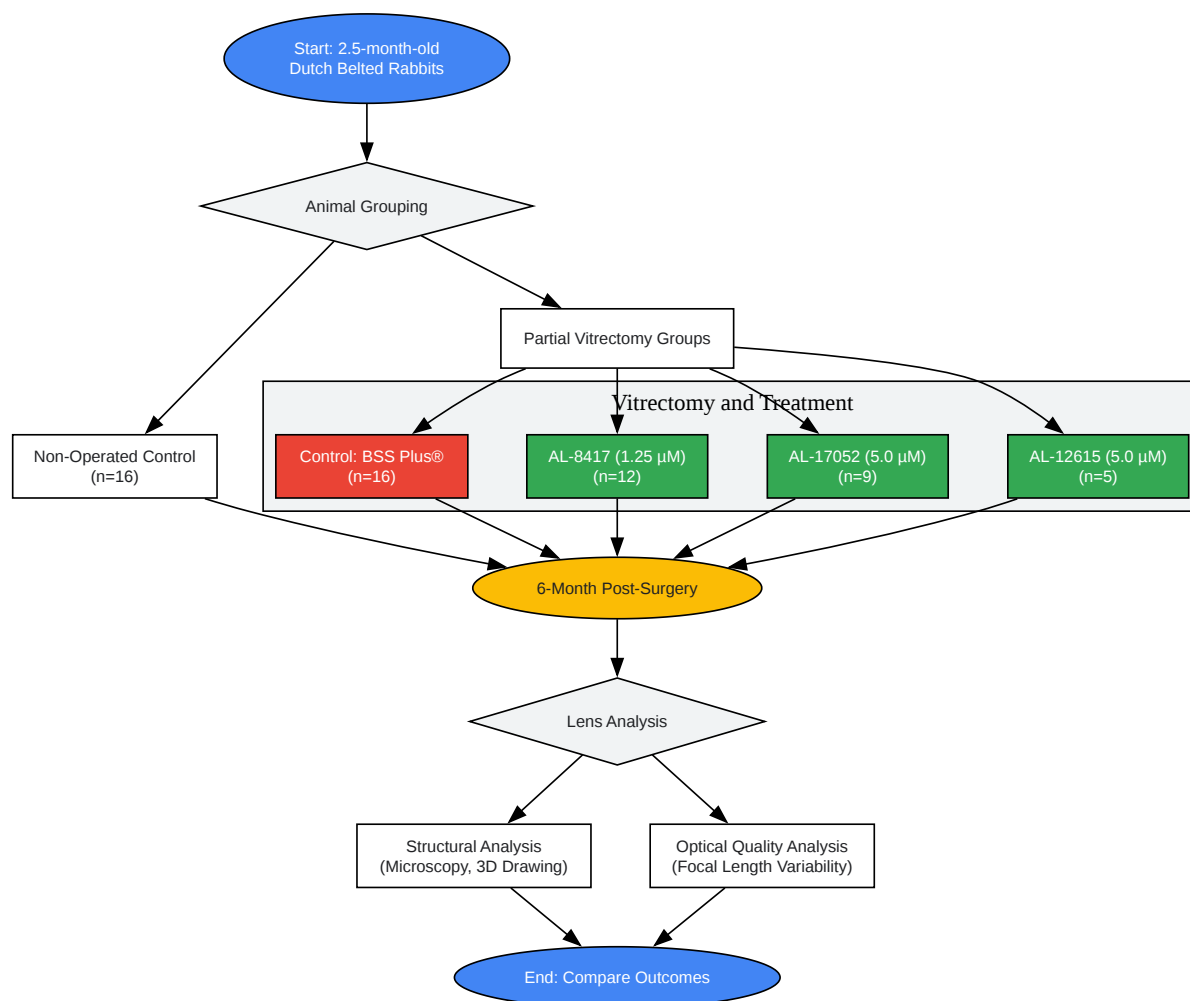 Start: 2.5-month-old
Dutch Belted Rabbits
Animal Grouping
Partial Vitrectomy Groups
Vitrectomy and Treatment
Non-Operated Control
(n=16)
Control: BSS Plus®
(n=16)
AL-8417 (1.25 µM)
(n=12)
AL-17052 (5.0 µM)
(n=9)
AL-12615 (5.0 µM)
(n=5)
6-Month Post-Surgery
Lens Analysis
Structural Analysis
(Microscopy, 3D Drawing)
Optical Quality Analysis
(Focal Length Variability)
End: Compare Outcomes